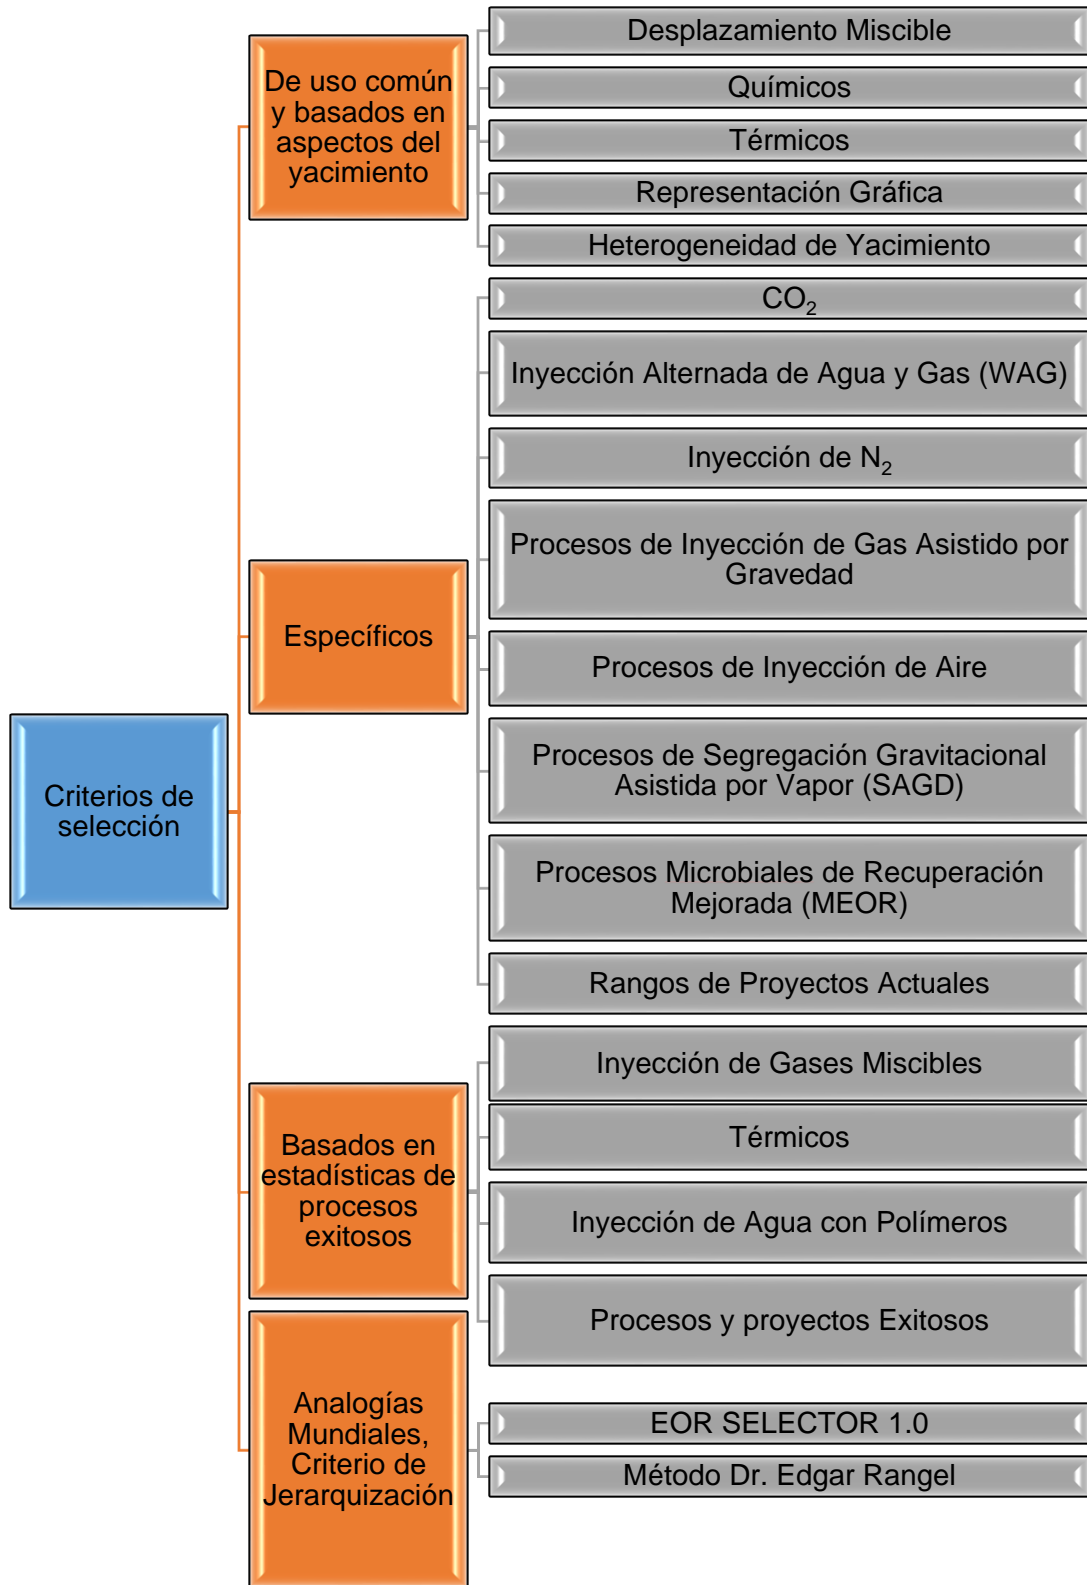 De uso común
y basados en
aspectos del
yacimiento
Desplazamiento Miscible
Químicos
Térmicos
Representación Gráfica
Heterogeneidad de Yacimiento
Específicos
CO₂
Inyección Alternada de Agua y Gas (WAG)
Inyección de N₂
Procesos de Inyección de Gas Asistido por
Gravedad
Procesos de Inyección de Aire
Procesos de Segregación Gravitacional
Asistida por Vapor (SAGD)
Procesos Microbiales de Recuperación
Mejorada (MEOR)
Rangos de Proyectos Actuales
Criterios de
selección
Basados en
estadísticas de
procesos
exitosos
Inyección de Gases Miscibles
Térmicos
Inyección de Agua con Polímeros
Procesos y proyectos Exitosos
Analogías
Mundiales,
Criterio de
Jerarquización
EOR SELECTOR 1.0
Método Dr. Edgar Rangel